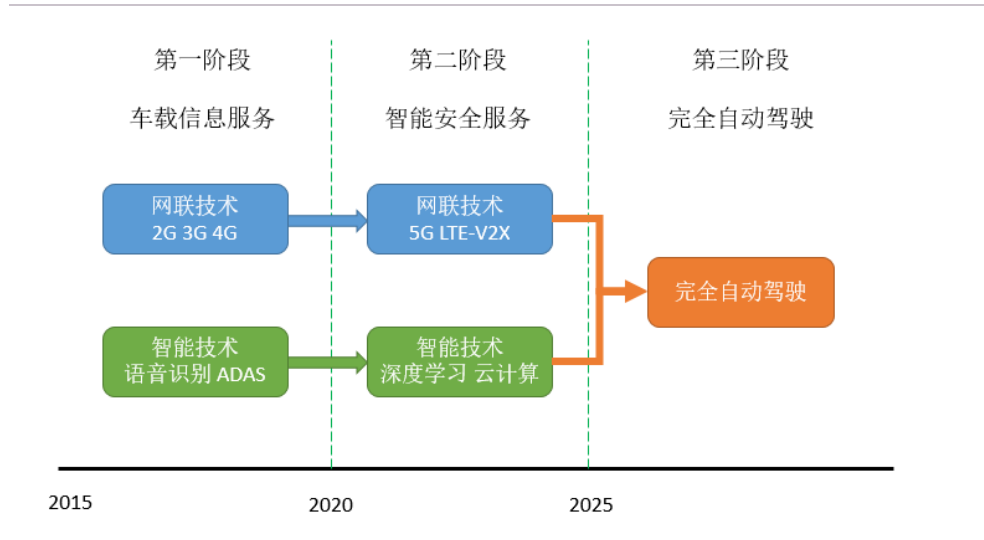 第一阶段
车载信息服务
第二阶段
智能安全服务
第三阶段
完全自动驾驶
网联技术
2G 3G 4G
网联技术
5G LTE-V2X
完全自动驾驶
智能技术
语音识别 ADAS
智能技术
深度学习 云计算
2015
2020
2025